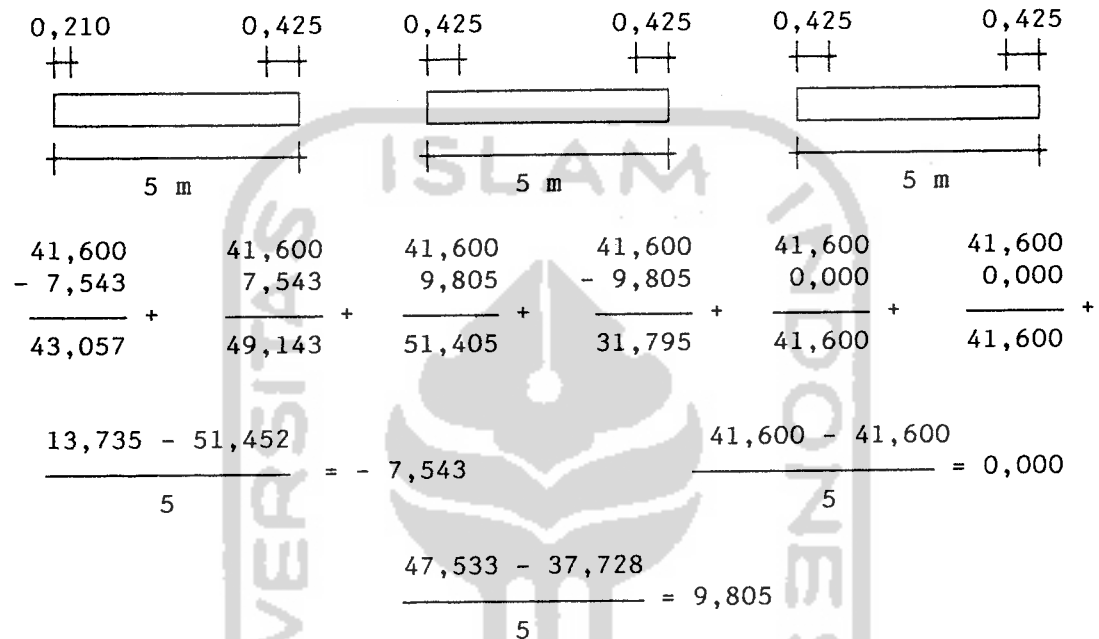 0,210 0,425 0,425 0,425 0,425 0,425
5 m 5 m 5 m
ISLAM
41,600 41,600 41,600 41,600 41,600 41,600
- 7,543 7,543 9,805 - 9,805 0,000 0,000
+ + + + + +
43,057 49,143 51,405 31,795 41,600 41,600
13,735 - 51,452
= - 7,543
5
41,600 - 41,600
= 0,000
5
47,533 - 37,728
= 9,805
5
VERSITAS
INDONES